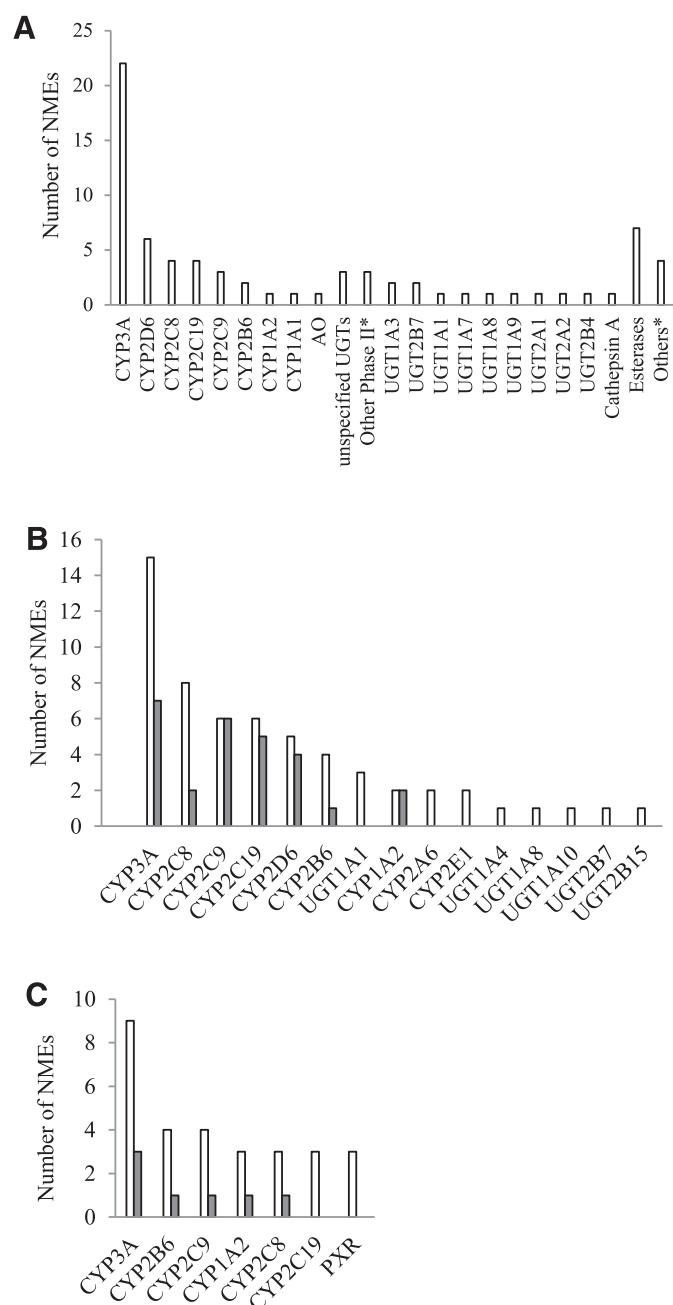 A
Number of NMEs
25
20
15
10
5
0
CYP3A
CYP2D6
CYP2C8
CYP2C19
CYP2C9
CYP2B6
CYP1A2
CYP1A1
AO
unspecified UGTs
Other Phase II*
UGT1A3
UGT2B7
UGT1A1
UGT1A7
UGT1A8
UGT1A9
UGT2A1
UGT2A2
UGT2B4
Cathepsin A
Esterases
Others*
B
Number of NMEs
16
14
12
10
8
6
4
2
0
CYP3A
CYP2C8
CYP2C9
CYP2C19
CYP2D6
CYP2B6
UGT1A1
CYP1A2
CYP2A6
CYP2E1
UGT1A4
UGT1A8
UGT1A10
UGT2B7
UGT2B15
C
Number of NMEs
10
8
6
4
2
0
CYP3A
CYP2B6
CYP2C9
CYP1A2
CYP2C8
CYP2C19
PXR